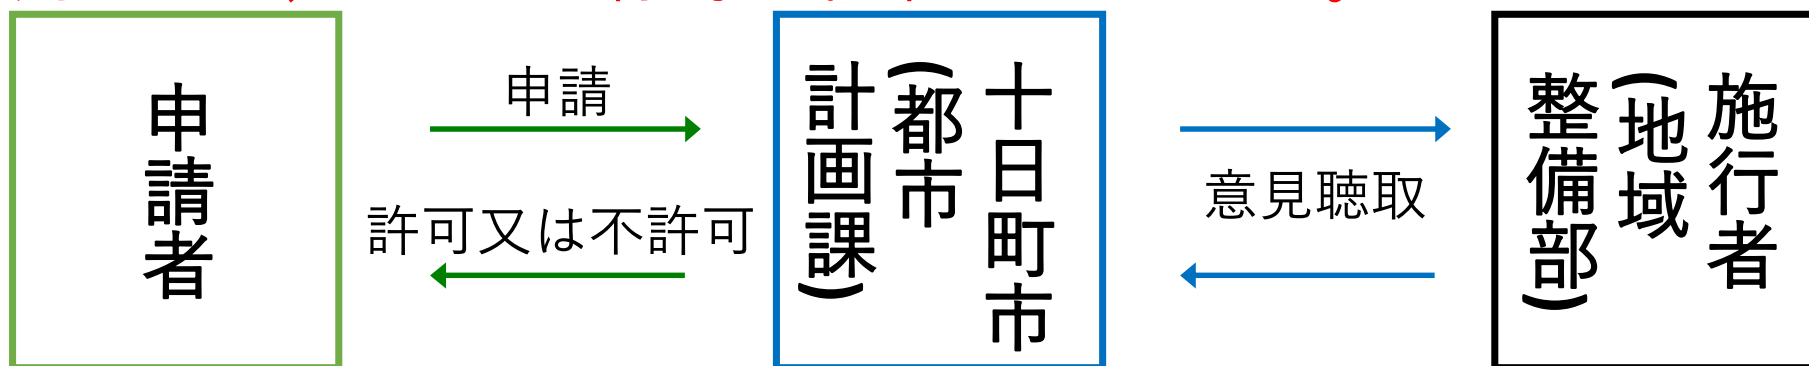 申請者
申請
許可又は不許可
十日町市
(都市
計画課)
意見聴取
施行者
(地域
整備部)